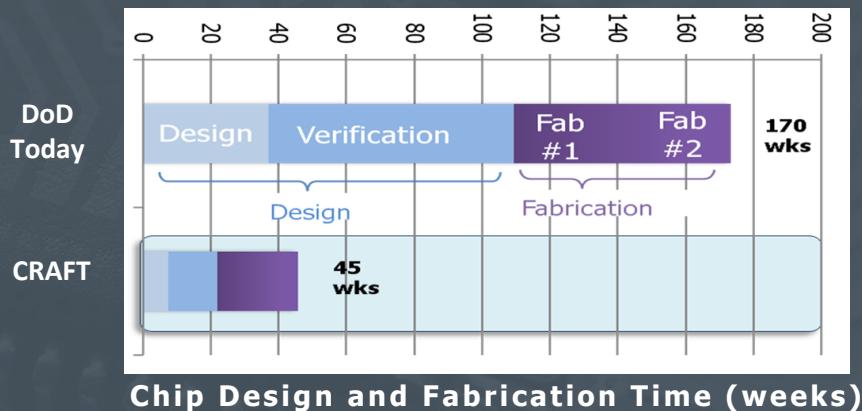 0 20 40 60 80 100 120 140 160 180 200
DoD
Today
Design
Verification
Fab
#1
Fab
#2
170
wks
Design
Fabrication
CRAFT
45
wks
Chip Design and Fabrication Time (weeks)